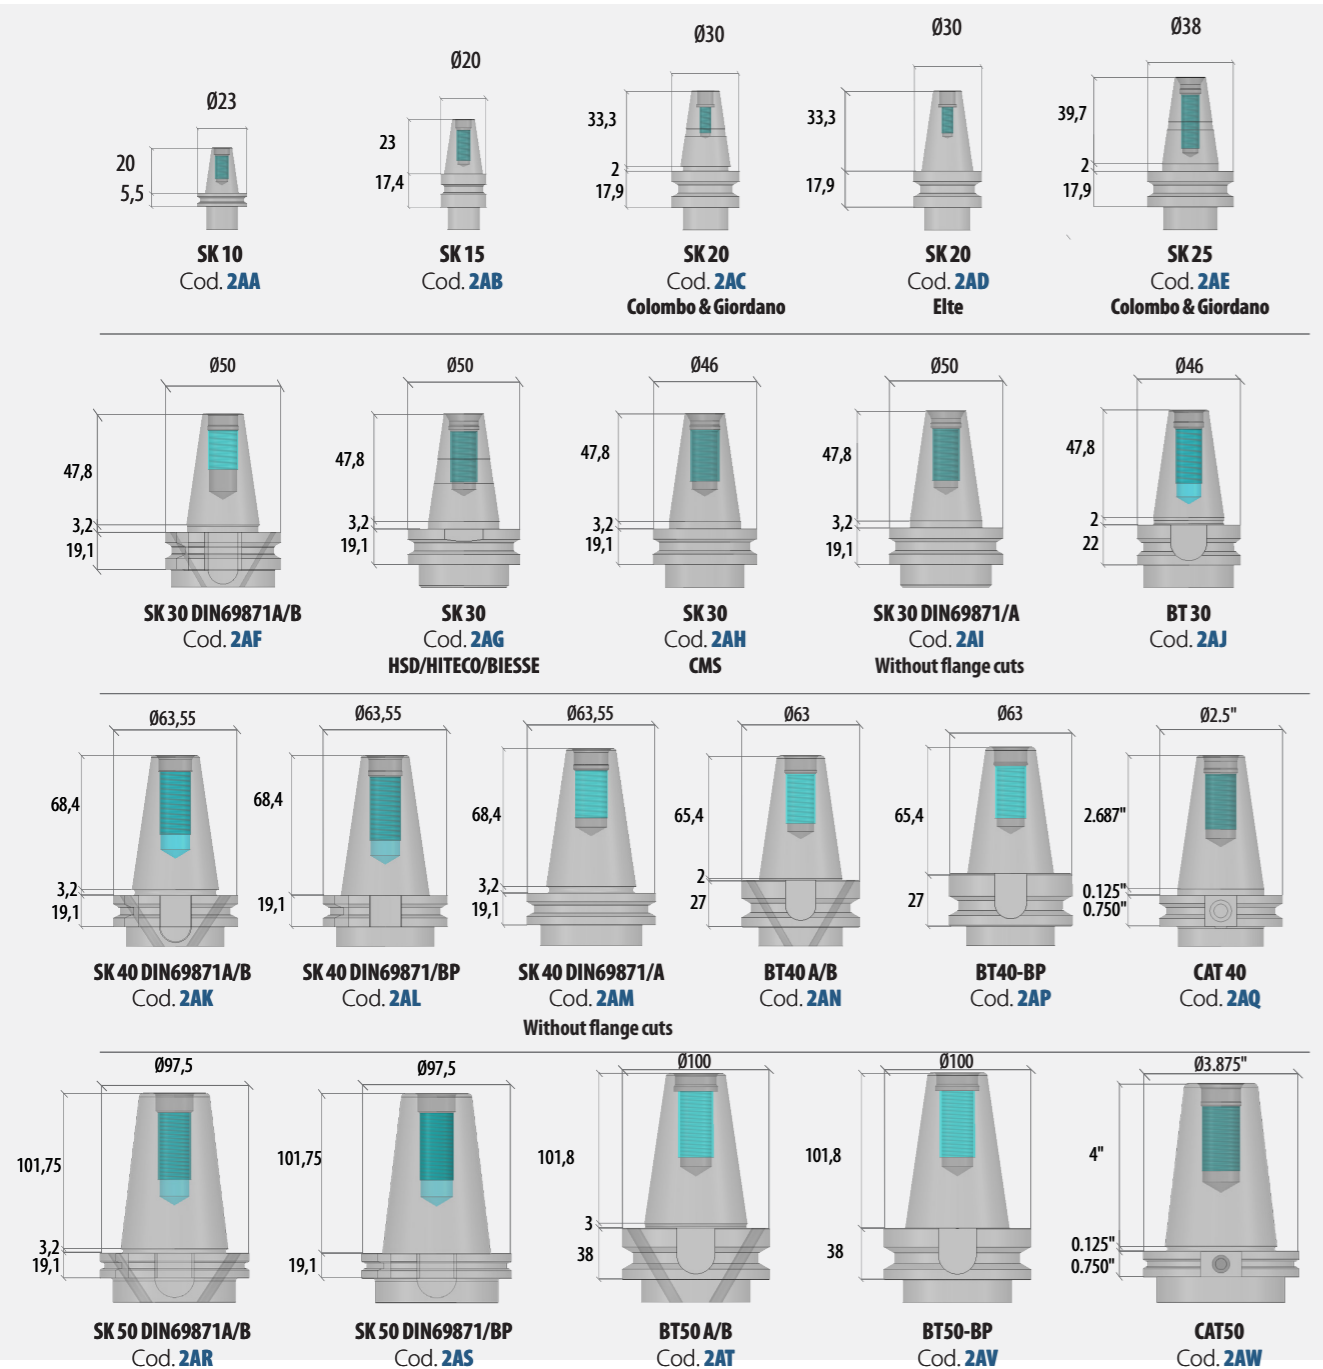 Ø23
20
5,5
SK 10
Cod. 2AA
Ø20
23
17,4
SK 15
Cod. 2AB
Ø30
33,3
2
17,9
SK 20
Cod. 2AC
Colombo & Giordano
Ø30
33,3
17,9
SK 20
Cod. 2AD
Elte
Ø38
39,7
2
17,9
SK 25
Cod. 2AE
Colombo & Giordano
Ø50
47,8
3,2
19,1
SK 30 DIN69871A/B
Cod. 2AF
Ø50
47,8
3,2
19,1
SK 30
Cod. 2AG
HSD/HITECO/BIESSE
Ø46
47,8
3,2
19,1
SK 30
Cod. 2AH
CMS
Ø50
47,8
3,2
19,1
SK 30 DIN69871/A
Cod. 2AI
Without flange cuts
Ø46
47,8
2
22
BT 30
Cod. 2AJ
Ø63,55
68,4
3,2
19,1
SK 40 DIN69871A/B
Cod. 2AK
Ø63,55
68,4
19,1
SK 40 DIN69871/BP
Cod. 2AL
Ø63,55
68,4
3,2
19,1
SK 40 DIN69871/A
Cod. 2AM
Without flange cuts
Ø63
65,4
2
27
BT40 A/B
Cod. 2AN
Ø63
65,4
27
BT40-BP
Cod. 2AP
Ø2.5"
2.687"
0.125"
0.750"
CAT 40
Cod. 2AQ
Ø97,5
101,75
3,2
19,1
SK 50 DIN69871A/B
Cod. 2AR
Ø97,5
101,75
19,1
SK 50 DIN69871/BP
Cod. 2AS
Ø100
101,8
3
38
BT50 A/B
Cod. 2AT
Ø100
101,8
38
BT50-BP
Cod. 2AV
Ø3.875"
4"
0.125"
0.750"
CAT50
Cod. 2AW